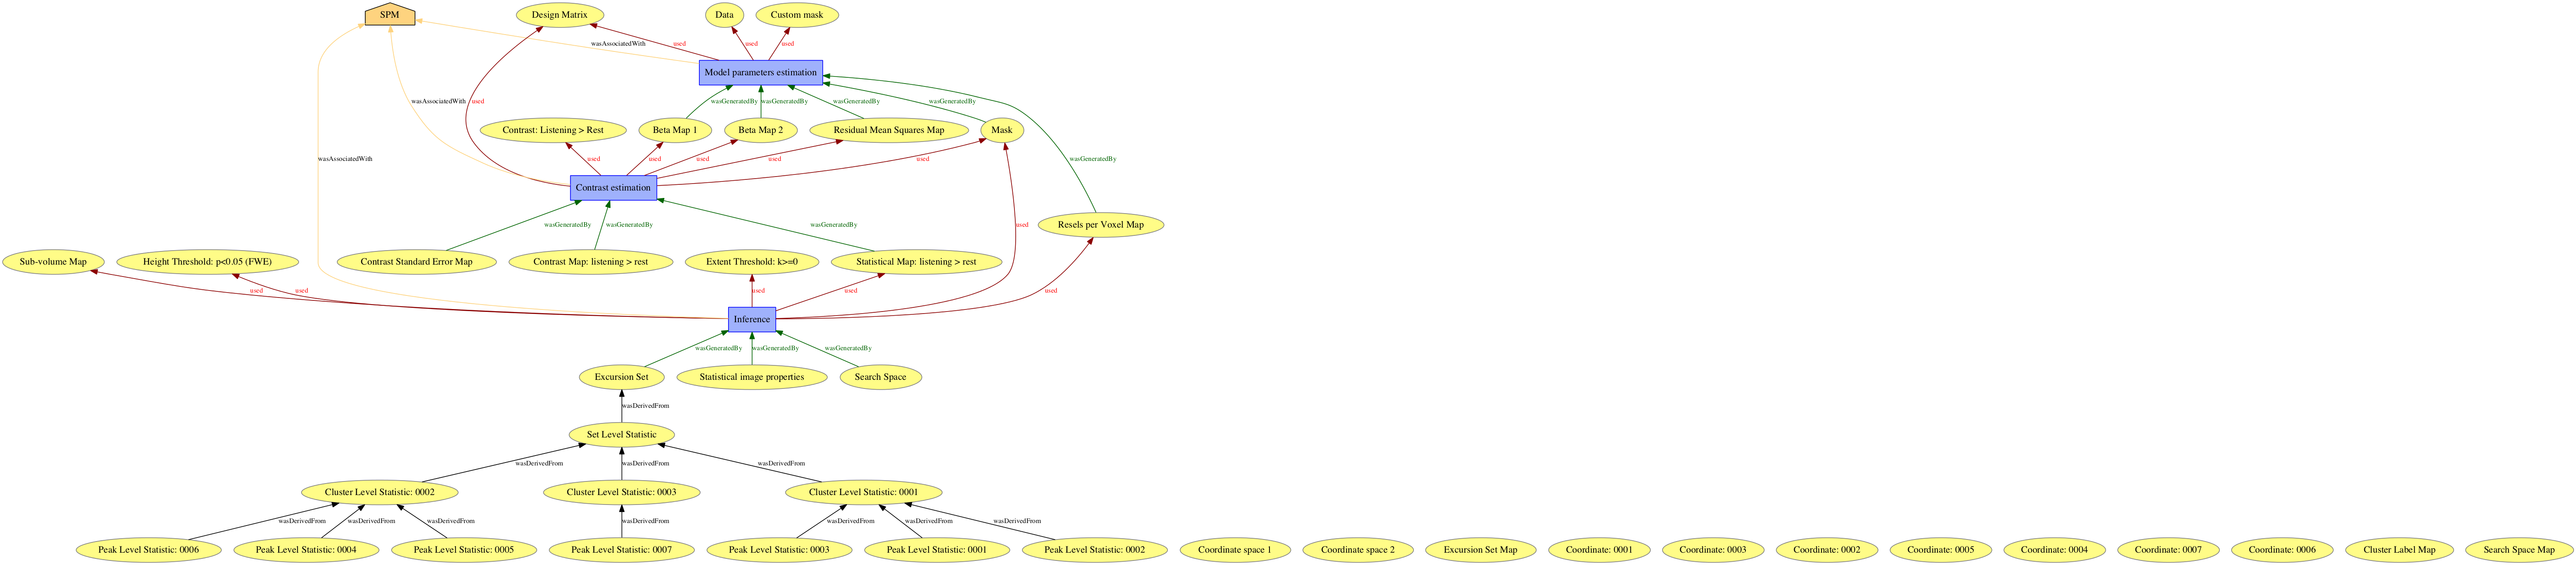 SPM
Design Matrix
Data
Custom mask
wasAssociatedWith
used
used
used
Model parameters estimation
wasAssociatedWith
used
wasGeneratedBy
wasGeneratedBy
wasGeneratedBy
wasGeneratedBy
Contrast: Listening > Rest
Beta Map 1
Beta Map 2
Residual Mean Squares Map
Mask
wasAssociatedWith
used
used
used
used
used
wasGeneratedBy
Contrast estimation
wasGeneratedBy
wasGeneratedBy
wasGeneratedBy
used
Resels per Voxel Map
Sub-volume Map
Height Threshold: p<0.05 (FWE)
Contrast Standard Error Map
Contrast Map: listening > rest
Extent Threshold: k>=0
Statistical Map: listening > rest
used
used
used
used
used
Inference
wasGeneratedBy
wasGeneratedBy
wasGeneratedBy
Excursion Set
Statistical image properties
Search Space
wasDerivedFrom
Set Level Statistic
wasDerivedFrom
wasDerivedFrom
wasDerivedFrom
Cluster Level Statistic: 0002
Cluster Level Statistic: 0003
Cluster Level Statistic: 0001
wasDerivedFrom
wasDerivedFrom
wasDerivedFrom
wasDerivedFrom
wasDerivedFrom
wasDerivedFrom
wasDerivedFrom
Peak Level Statistic: 0006
Peak Level Statistic: 0004
Peak Level Statistic: 0005
Peak Level Statistic: 0007
Peak Level Statistic: 0003
Peak Level Statistic: 0001
Peak Level Statistic: 0002
Coordinate space 1
Coordinate space 2
Excursion Set Map
Coordinate: 0001
Coordinate: 0003
Coordinate: 0002
Coordinate: 0005
Coordinate: 0004
Coordinate: 0007
Coordinate: 0006
Cluster Label Map
Search Space Map